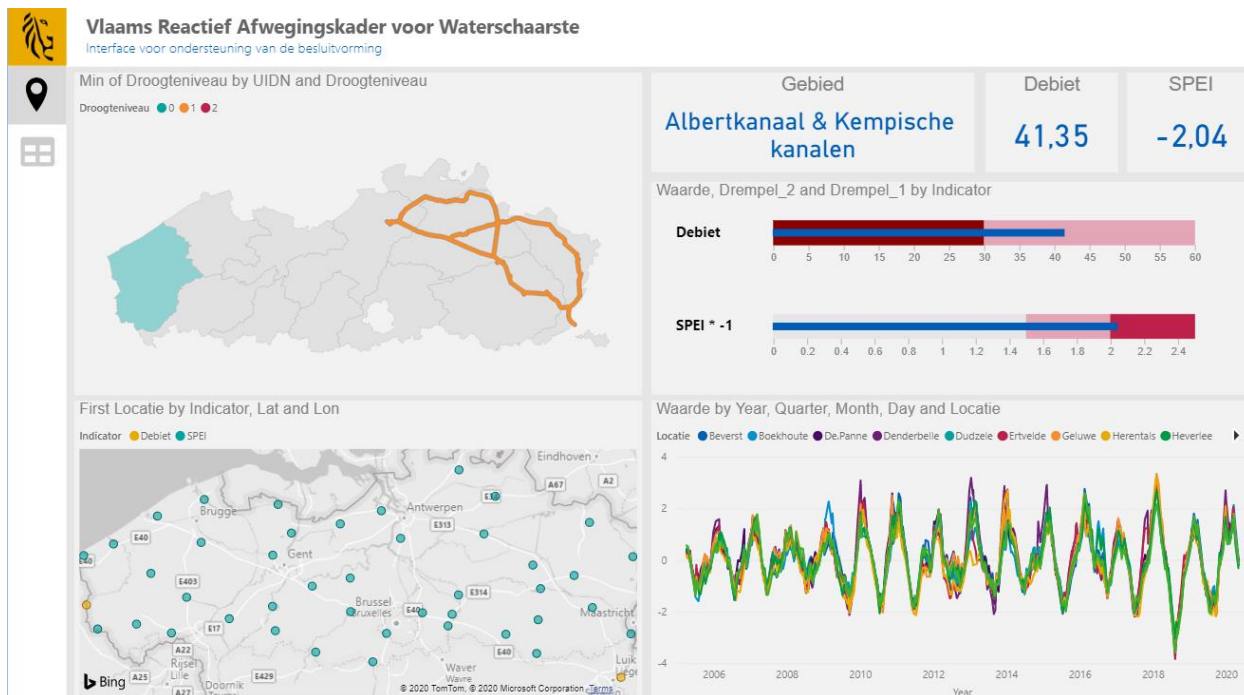 Vlaams Reactief Afwegingskader voor Waterschaarste
Interface voor ondersteuning van de besluitvorming
Min of Droogteniveau by UIDN and Droogteniveau
Droogteniveau 0 1 2
Gebied
Albertkanaal & Kempische
kanalen
Debiet
41,35
SPEI
-2,04
Waarde, Drempel_2 and Drempel_1 by Indicator
Debiet
0 5 10 15 20 25 30 35 40 45 50 55 60
SPEI * -1
0 0.2 0.4 0.6 0.8 1 1.2 1.4 1.6 1.8 2 2.2 2.4
First Locatie by Indicator, Lat and Lon
Indicator Debiet SPEI
Eindhoven
A67
A2
E34
Brugge
Antwerpen
E313
E40
E40
Gent
E403
E314
Brussel
Bruxelles
E40
Maastricht
E17
A22
Rijsel
Lille
E40
Luik
Liège
Waver
Wavre
E429
Doornik
Tournai
A25
A27
Bing
© 2020 TomTom, © 2020 Microsoft Corporation Terms
Waarde by Year, Quarter, Month, Day and Locatie
Locatie Beverst Boekhoute De.Panne Denderbelle Dudzele Ertvelde Geluwe Herentals Heverlee
4
2
0
-2
-4
2006 2008 2010 2012 2014 2016 2018 2020
Year